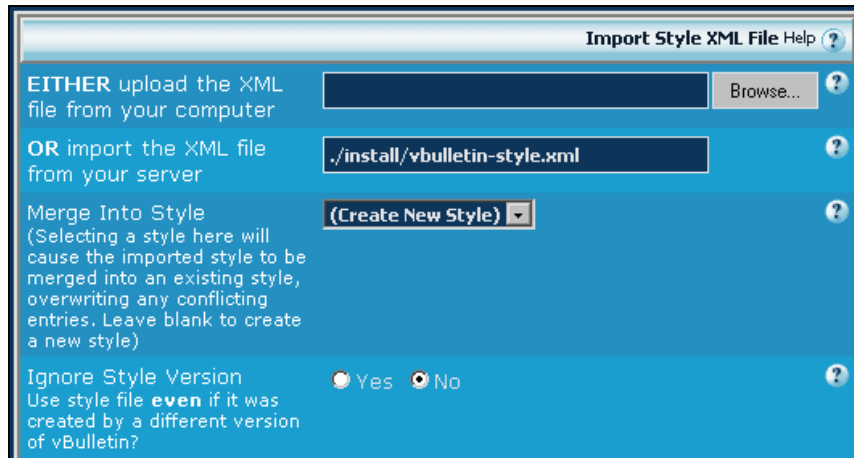 Import Style XML File Help ?
EITHER upload the XML
file from your computer
Browse... ?
OR import the XML file
from your server
./install/vbulletin-style.xml ?
Merge Into Style
(Selecting a style here will
cause the imported style to be
merged into an existing style,
overwriting any conflicting
entries. Leave blank to create
a new style)
(Create New Style) ?
Ignore Style Version
Use style file even if it was
created by a different version
of vBulletin?
Yes No ?